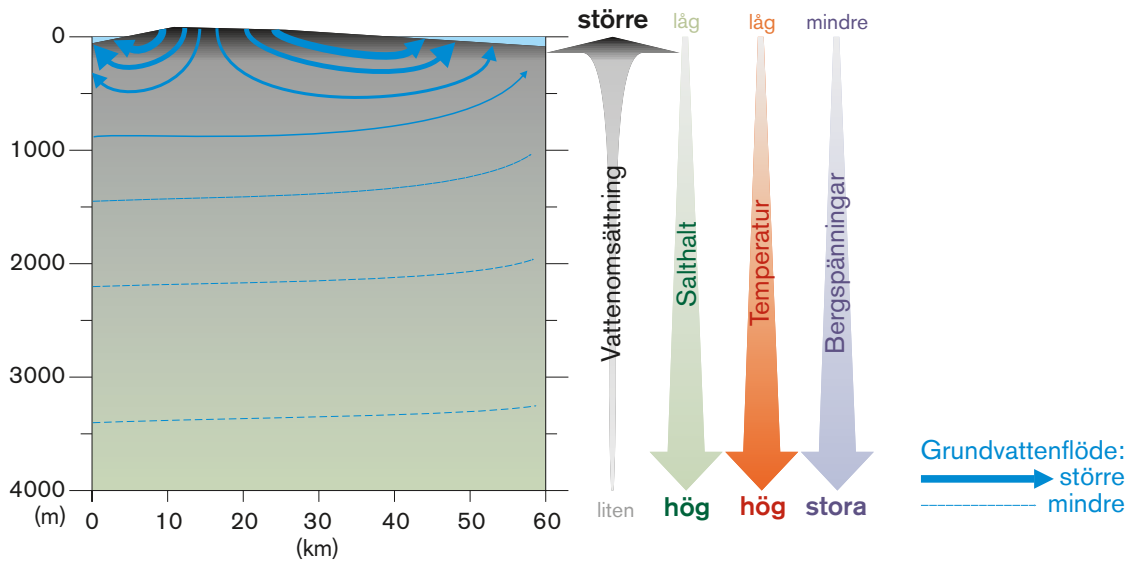 större
låg
låg
mindre
0
1000
2000
3000
4000
(m)
0
10
20
30
40
50
60
(km)
Vattenomsättning
Salthalt
Temperatur
Bergspänningar
liten
hög
hög
stora
Grundvattenflöde:
större
mindre